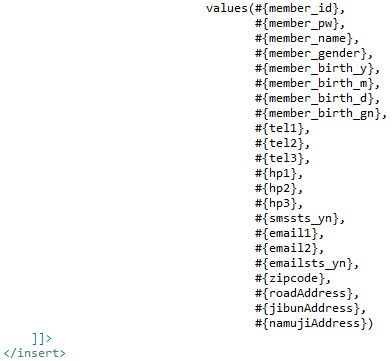 values(#{member_id},
#{member_pw},
#{member_name},
#{member_gender},
#{member_birth_y},
#{member_birth_m},
#{member_birth_d},
#{member_birth_gn},
#{tel1},
#{tel2},
#{tel3},
#{hp1},
#{hp2},
#{hp3},
#{smssts_yn},
#{email1},
#{email2},
#{emailsts_yn},
#{zipcode},
#{roadAddress},
#{jibunAddress},
#{namujiAddress})
]]>
</insert>